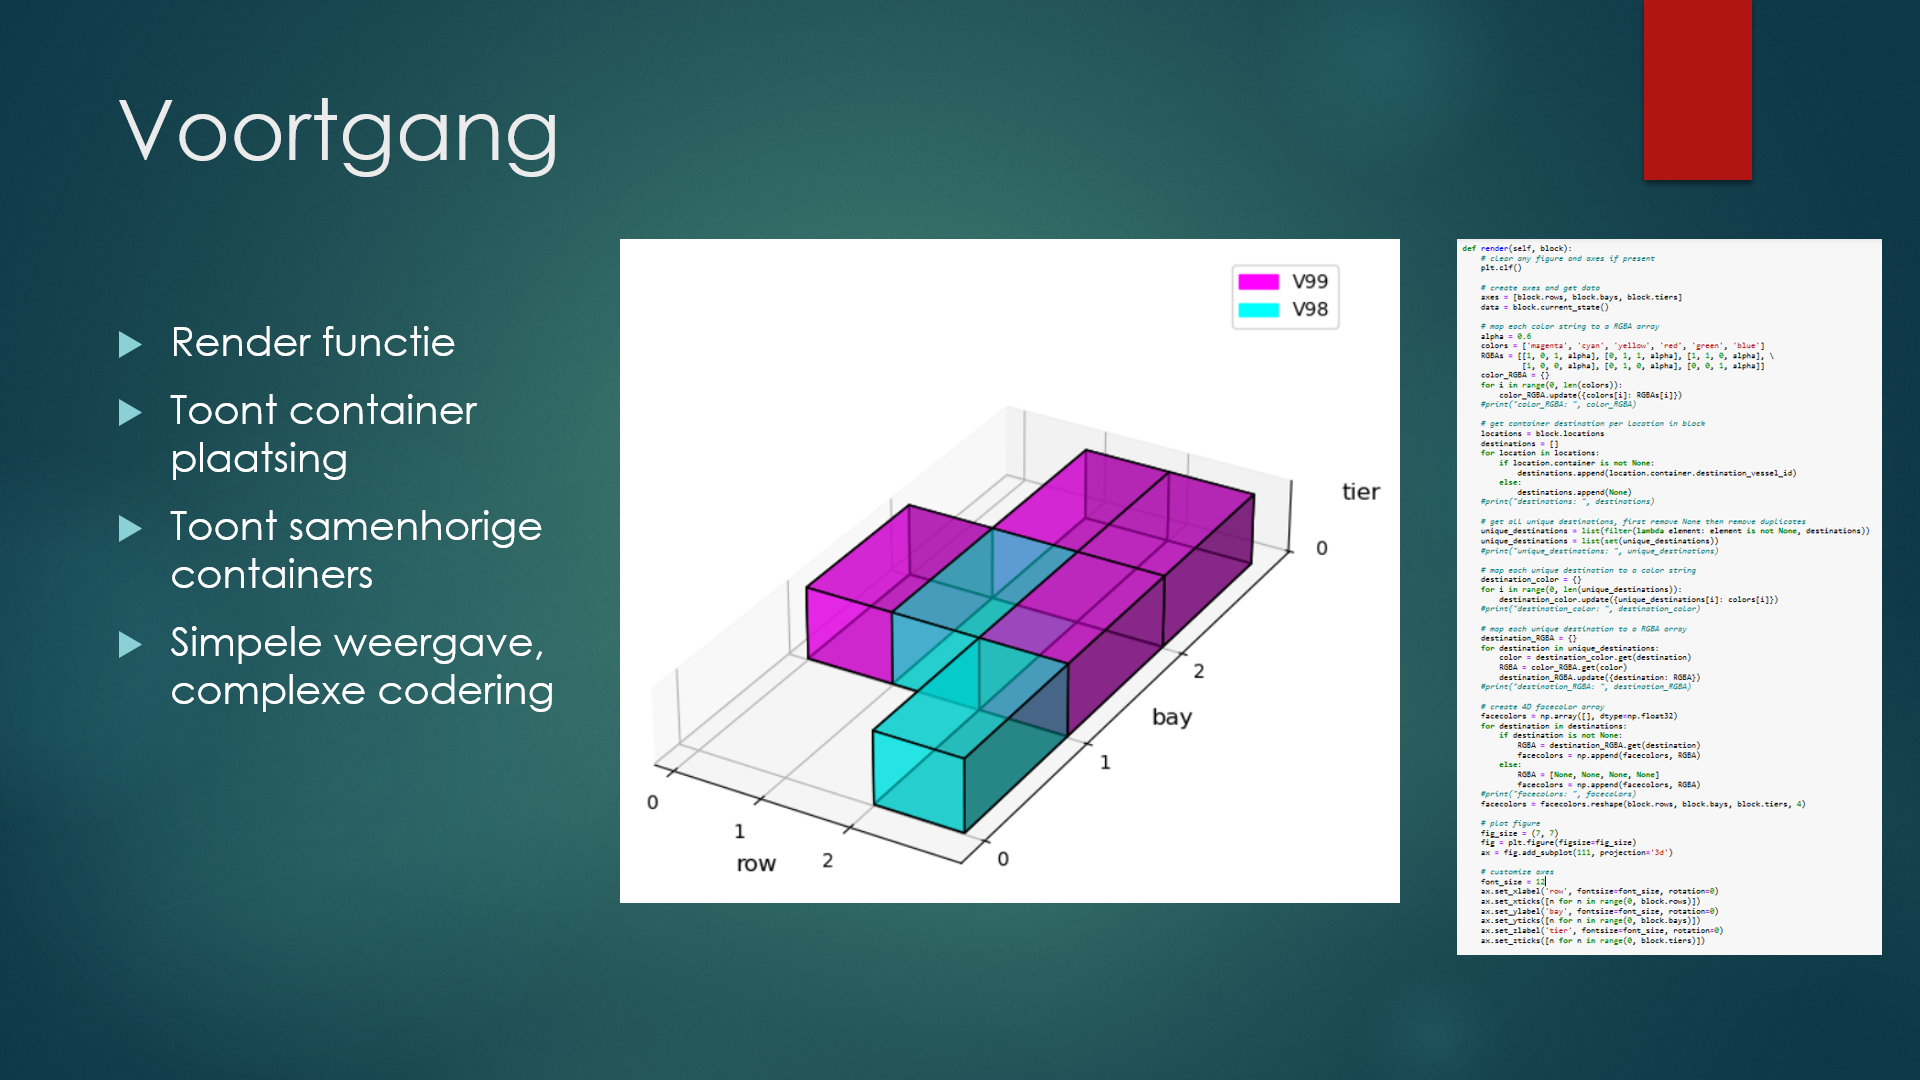 Voortgang
Render functie
Toont container
plaatsing
Toont samenhorige
containers
Simpele weergave,
complexe codering
V99
V98
tier
0
2
bay
1
0
0
1
row
2
def render(self, block):
# clear any figure and axes if present
plt.clf()
# create axes and get data
axes = [block.rows, block.bays, block.tiers]
data = block.current_state()
# map each color string to a RGBA array
alpha = 0.6
colors = ['magenta', 'cyan', 'yellow', 'red', 'green', 'blue']
RGBAs = [[1, 0, 1, alpha], [0, 1, 1, alpha], [1, 1, 0, alpha], \
[1, 0, 0, alpha], [0, 1, 0, alpha], [0, 0, 1, alpha]]
color_RGBA = {}
for i in range(0, len(colors)):
color_RGBA.update({colors[i]: RGBAs[i]})
#print("color_RGBA: ", color_RGBA)
# get container destination per location in block
locations = block.locations
destinations = []
for location in locations:
if location.container is not None:
destinations.append(location.container.destination_vessel_id)
else:
destinations.append(None)
#print("destinations: ", destinations)
# get all unique destinations, first remove None then remove duplicates
unique_destinations = list(filter(lambda element: element is not None, destinations))
unique_destinations = list(set(unique_destinations))
#print("unique_destinations: ", unique_destinations)
# map each unique destination to a color string
destination_color = {}
for i in range(0, len(unique_destinations)):
destination_color.update({unique_destinations[i]: colors[i]})
#print("destination_color: ", destination_color)
# map each unique destination to a RGBA array
destination_RGBA = {}
for destination in unique_destinations:
color = destination_color.get(destination)
RGBA = color_RGBA.get(color)
destination_RGBA.update({destination: RGBA})
#print("destination_RGBA: ", destination_RGBA)
# create 4D facecolor array
facecolors = np.array([], dtype=np.float32)
for destination in destinations:
if destination is not None:
RGBA = destination_RGBA.get(destination)
facecolors = np.append(facecolors, RGBA)
else:
RGBA = [None, None, None, None]
facecolors = np.append(facecolors, RGBA)
#print("facecolors: ", facecolors)
facecolors = facecolors.reshape(block.rows, block.bays, block.tiers, 4)
# plot figure
fig_size = (7, 7)
fig = plt.figure(figsize=fig_size)
ax = fig.add_subplot(111, projection='3d')
# customize axes
font_size = 12
ax.set_xlabel('row', fontsize=font_size, rotation=0)
ax.set_xticks([n for n in range(0, block.rows)])
ax.set_ylabel('bay', fontsize=font_size, rotation=0)
ax.set_yticks([n for n in range(0, block.bays)])
ax.set_zlabel('tier', fontsize=font_size, rotation=0)
ax.set_zticks([n for n in range(0, block.tiers)])